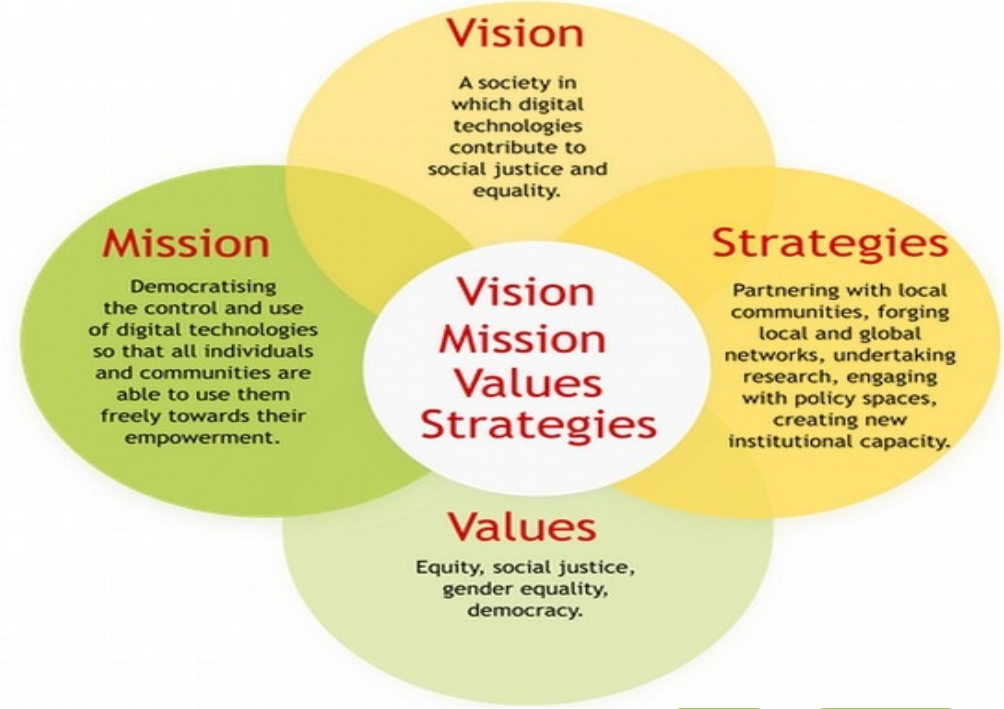 Vision
A society in
which digital
technologies
contribute to
social justice and
equality.
Mission
Democratising
the control and use
of digital technologies
so that all individuals
and communities are
able to use them
freely towards their
empowerment.
Vision
Mission
Values
Strategies
Strategies
Partnering with local
communities, forging
local and global
networks, undertaking
research, engaging
with policy spaces,
creating new
institutional capacity.
Values
Equity, social justice,
gender equality,
democracy.